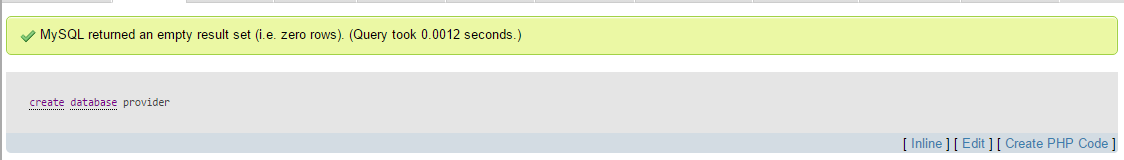 MySQL returned an empty result set (i.e. zero rows). (Query took 0.0012 seconds.)
create database provider
[ Inline ] [ Edit ] [ Create PHP Code ]